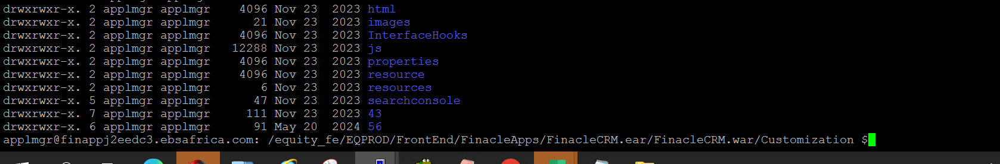 drwxrwxr-x. 2 applmgr applmgr    4096 Nov 23  2023 html
drwxrwxr-x. 2 applmgr applmgr      21 Nov 23  2023 images
drwxrwxr-x. 2 applmgr applmgr    4096 Nov 23  2023 InterfaceHooks
drwxrwxr-x. 2 applmgr applmgr   12288 Nov 23  2023 js
drwxrwxr-x. 2 applmgr applmgr    4096 Nov 23  2023 properties
drwxrwxr-x. 2 applmgr applmgr    4096 Nov 23  2023 resource
drwxrwxr-x. 2 applmgr applmgr       6 Nov 23  2023 resources
drwxrwxr-x. 5 applmgr applmgr      47 Nov 23  2023 searchconsole
drwxrwxr-x. 7 applmgr applmgr     111 Nov 23  2023 43
drwxrwxr-x. 6 applmgr applmgr      91 May 20  2024 56
applmgr@finappj2eedc3.ebsafrica.com: /equity_fe/EQPROD/FrontEnd/FinacleApps/FinacleCRM.ear/FinacleCRM.war/Customization $